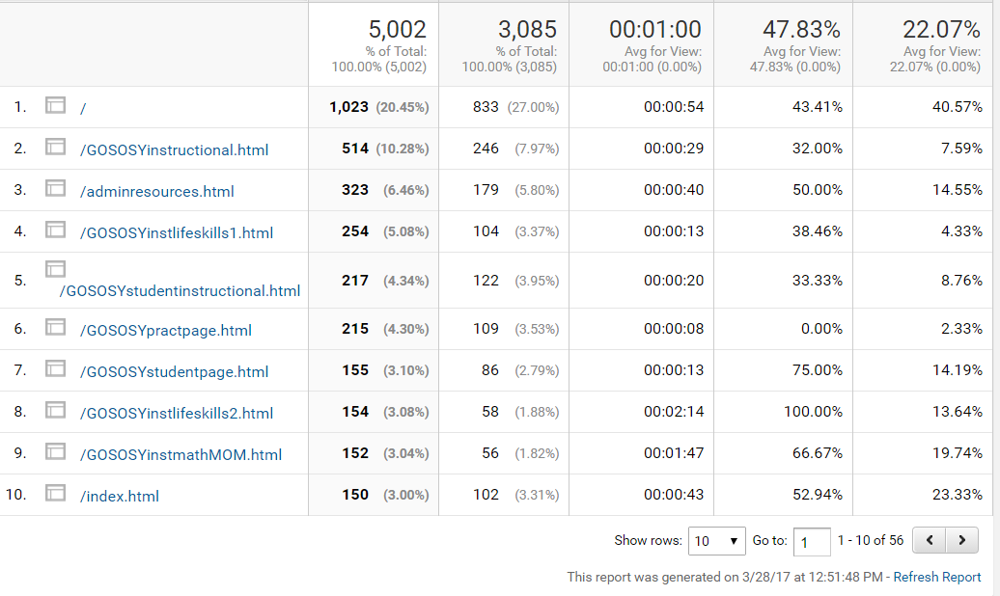 5,002 3,085 00:01:00 47.83% 22.07%
% of Total: % of Total: Avg for View: Avg for View: Avg for View:
100.00% (5,002) 100.00% (3,085) 00:01:00 (0.00%) 47.83% (0.00%) 22.07% (0.00%)
1. / 1,023 (20.45%) 833 (27.00%) 00:00:54 43.41% 40.57%
2. /GOSOSYinstructional.html 514 (10.28%) 246 (7.97%) 00:00:29 32.00% 7.59%
3. /adminresources.html 323 (6.46%) 179 (5.80%) 00:00:40 50.00% 14.55%
4. /GOSOSYinstlifeskills1.html 254 (5.08%) 104 (3.37%) 00:00:13 38.46% 4.33%
5. /GOSOSYstudentinstructional.html 217 (4.34%) 122 (3.95%) 00:00:20 33.33% 8.76%
6. /GOSOSYpractpage.html 215 (4.30%) 109 (3.53%) 00:00:08 0.00% 2.33%
7. /GOSOSYstudentpage.html 155 (3.10%) 86 (2.79%) 00:00:13 75.00% 14.19%
8. /GOSOSYinstlifeskills2.html 154 (3.08%) 58 (1.88%) 00:02:14 100.00% 13.64%
9. /GOSOSYinstmathMOM.html 152 (3.04%) 56 (1.82%) 00:01:47 66.67% 19.74%
10. /index.html 150 (3.00%) 102 (3.31%) 00:00:43 52.94% 23.33%
Show rows: 10 Go to: 1 1 - 10 of 56
This report was generated on 3/28/17 at 12:51:48 PM - Refresh Report